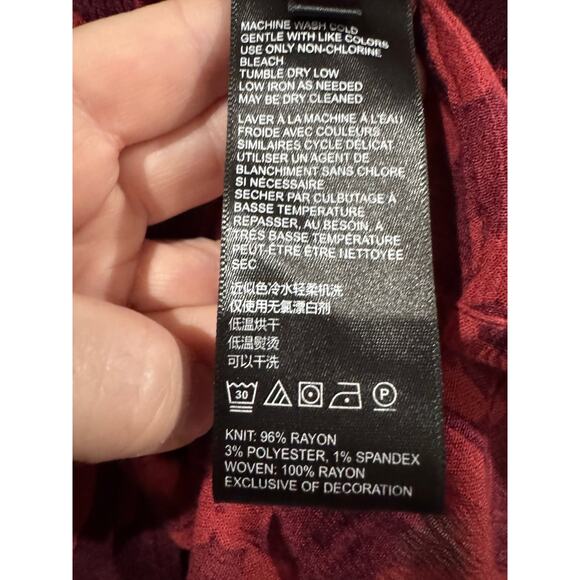 MACHINE WASH COLD
GENTLE WITH LIKE COLORS
USE ONLY NON-CHLORINE
BLEACH
TUMBLE DRY LOW
LOW IRON AS NEEDED
MAY BE DRY CLEANED
LAVER À LA MACHINE À L'EAU
FROIDE AVEC COULEURS
SIMILAIRES CYCLE DÉLICAT
UTILISER UN AGENT DE
BLANCHIMENT SANS CHLORE
SI NÉCESSAIRE
SÉCHER PAR CULBUTAGE À
BASSE TEMPÉRATURE
REPASSER, AU BESOIN, À
TRÈS BASSE TEMPÉRATURE
PEUT-ÊTRE ÊTRE NETTOYÉE
SEC
近似色冷水轻柔机洗
仅使用无氯漂白剂
低温烘干
低温熨烫
可以干洗
30 P
KNIT: 96% RAYON
3% POLYESTER, 1% SPANDEX
WOVEN: 100% RAYON
EXCLUSIVE OF DECORATION